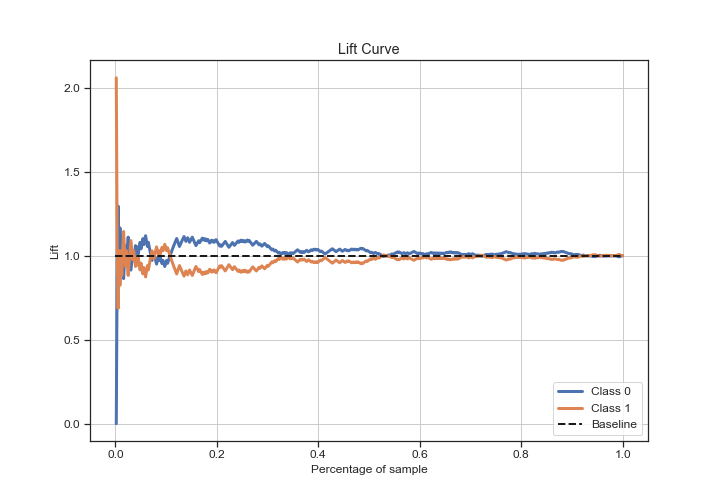 Lift Curve
Lift
2.0
1.5
1.0
0.5
0.0
0.0 0.2 0.4 0.6 0.8 1.0
Percentage of sample
Class 0
Class 1
Baseline